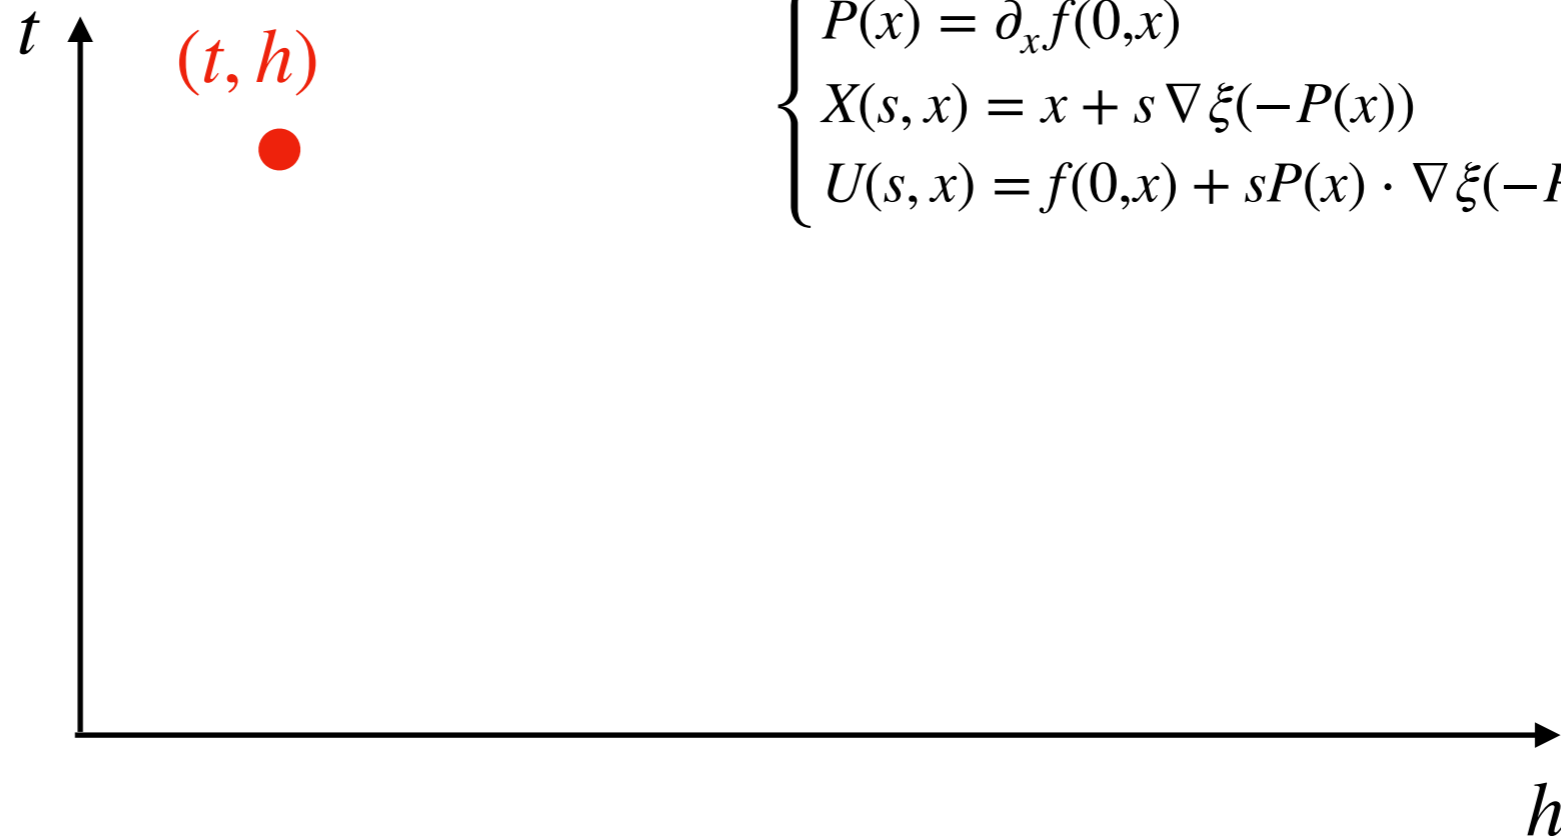 t
(t, h)
P(x) = ∂ₓf(0,x)
X(s, x) = x + s ∇ξ(−P(x))
U(s, x) = f(0,x) + sP(x) · ∇ξ(−
h